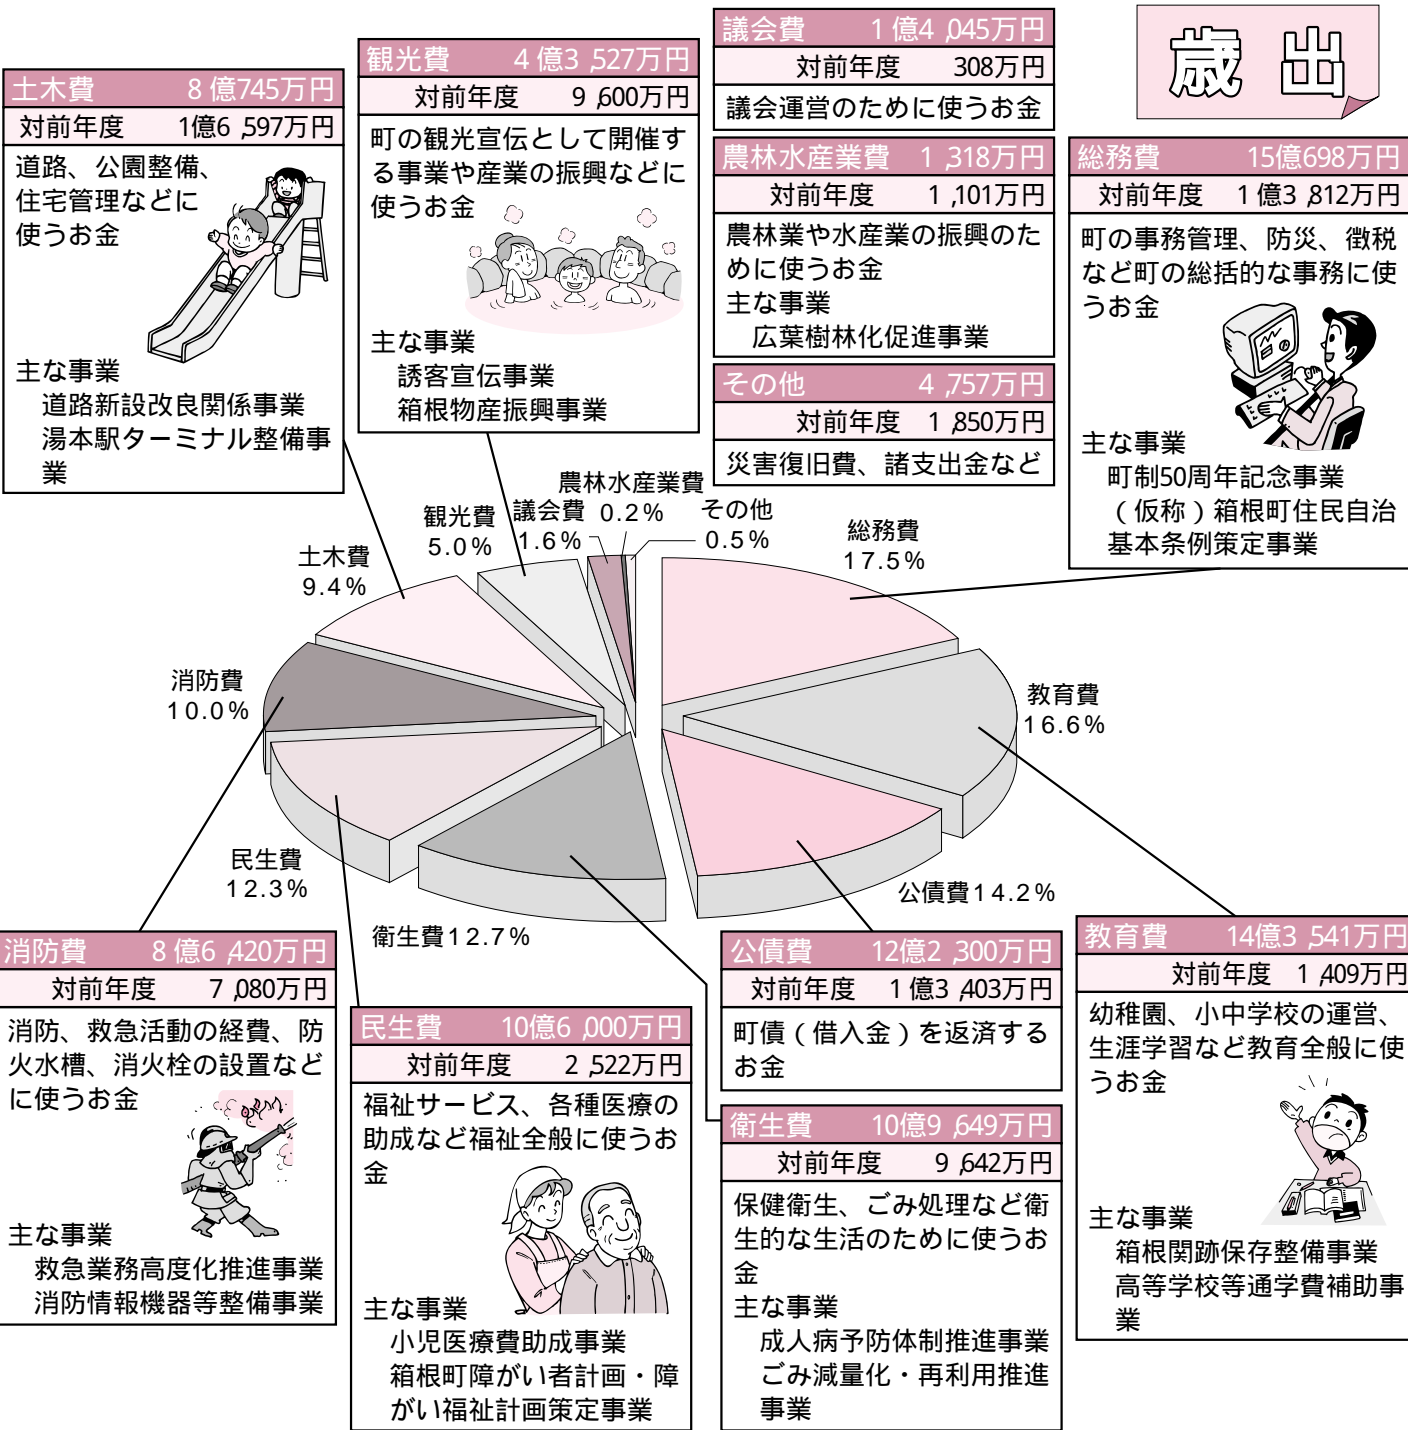 歳出
土木費 8億745万円
対前年度 1億6,597万円
道路、公園整備、
住宅管理などに
使うお金
主な事業
道路新設改良関係事業
湯本駅ターミナル整備事
業
観光費 4億3,527万円
対前年度 9,600万円
町の観光宣伝として開催す
る事業や産業の振興などに
使うお金
主な事業
誘客宣伝事業
箱根物産振興事業
議会費 1億4,045万円
対前年度 308万円
議会運営のために使うお金
農林水産業費 1,318万円
対前年度 1,101万円
農林業や水産業の振興のた
めに使うお金
主な事業
広葉樹林化促進事業
その他 4,757万円
対前年度 1,850万円
災害復旧費、諸支出金など
総務費 15億698万円
対前年度 1億3,812万円
町の事務管理、防災、徴税
など町の総括的な事務に使
うお金
主な事業
町制50周年記念事業
（仮称）箱根町住民自治
基本条例策定事業
農林水産業費
0.2%
議会費
1.6%
その他
0.5%
観光費
5.0%
総務費
17.5%
土木費
9.4%
消防費
10.0%
教育費
16.6%
民生費
12.3%
公債費14.2%
衛生費12.7%
消防費 8億6,420万円
対前年度 7,080万円
消防、救急活動の経費、防
火水槽、消火栓の設置など
に使うお金
主な事業
救急業務高度化推進事業
消防情報機器等整備事業
民生費 10億6,000万円
対前年度 2,522万円
福祉サービス、各種医療の
助成など福祉全般に使うお
金
主な事業
小児医療費助成事業
箱根町障がい者計画・障
がい福祉計画策定事業
公債費 12億2,300万円
対前年度 1億3,403万円
町債（借入金）を返済する
お金
衛生費 10億9,649万円
対前年度 9,642万円
保健衛生、ごみ処理など衛
生的な生活のために使うお
金
主な事業
成人病予防体制推進事業
ごみ減量化・再利用推進
事業
教育費 14億3,541万円
対前年度 1,409万円
幼稚園、小中学校の運営、
生涯学習など教育全般に使
うお金
主な事業
箱根関跡保存整備事業
高等学校等通学費補助事
業